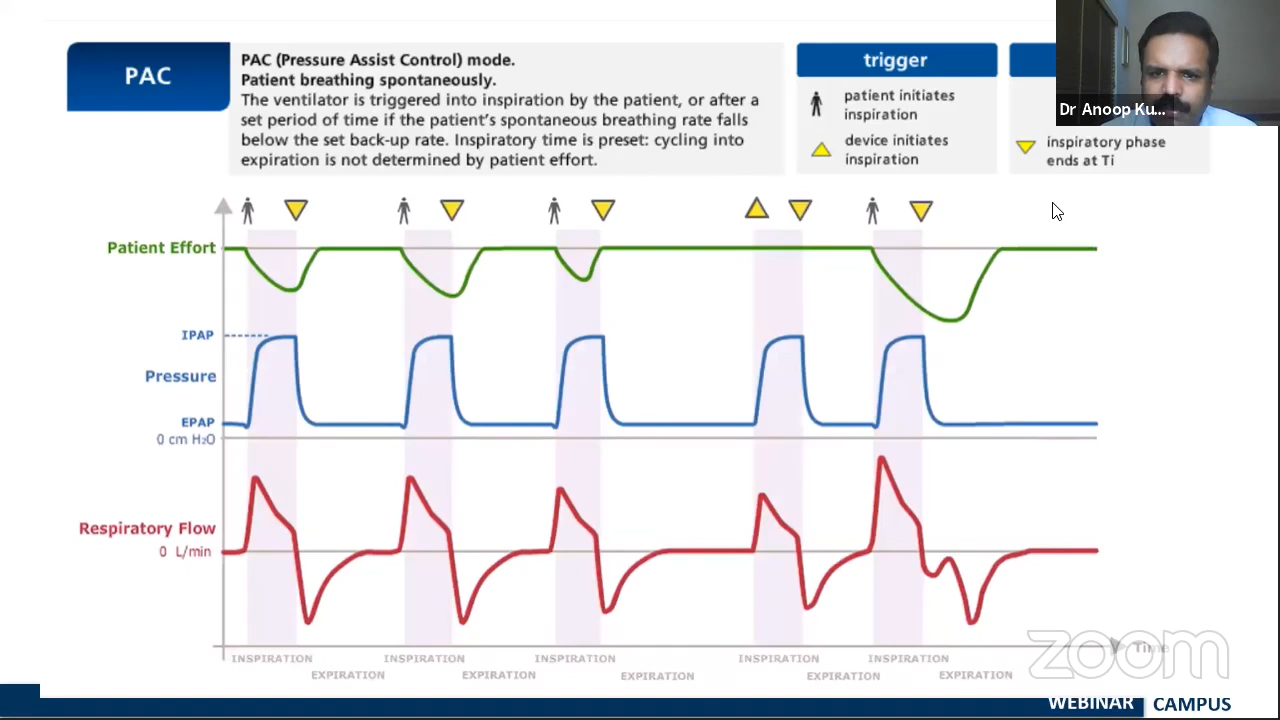 PAC
PAC (Pressure Assist Control) mode.
Patient breathing spontaneously.
The ventilator is triggered into inspiration by the patient, or after a
set period of time if the patient's spontaneous breathing rate falls
below the set back-up rate. Inspiratory time is preset: cycling into
expiration is not determined by patient effort.
trigger
patient initiates
inspiration
device initiates
inspiration
Dr Anoop Ku...
inspiratory phase
ends at Ti
Patient Effort
IPAP
Pressure
EPAP
0 cm H₂O
Respiratory Flow
0 L/min
INSPIRATION
EXPIRATION
INSPIRATION
EXPIRATION
INSPIRATION
EXPIRATION
INSPIRATION
EXPIRATION
INSPIRATION
EXPIRATION
Time
zoom
WEBINAR CAMPUS